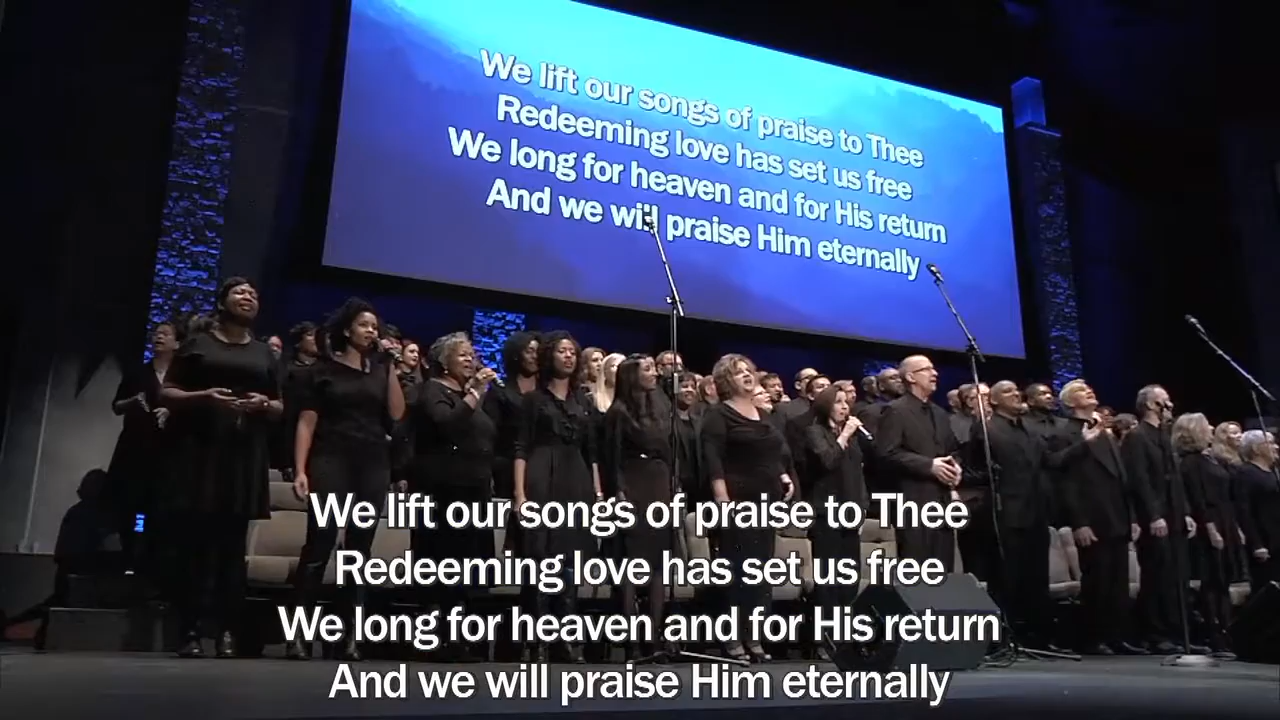 We lift our songs of praise to Thee
Redeeming love has set us free
We long for heaven and for His return
And we will praise Him eternally
We lift our songs of praise to Thee
Redeeming love has set us free
We long for heaven and for His return
And we will praise Him eternally